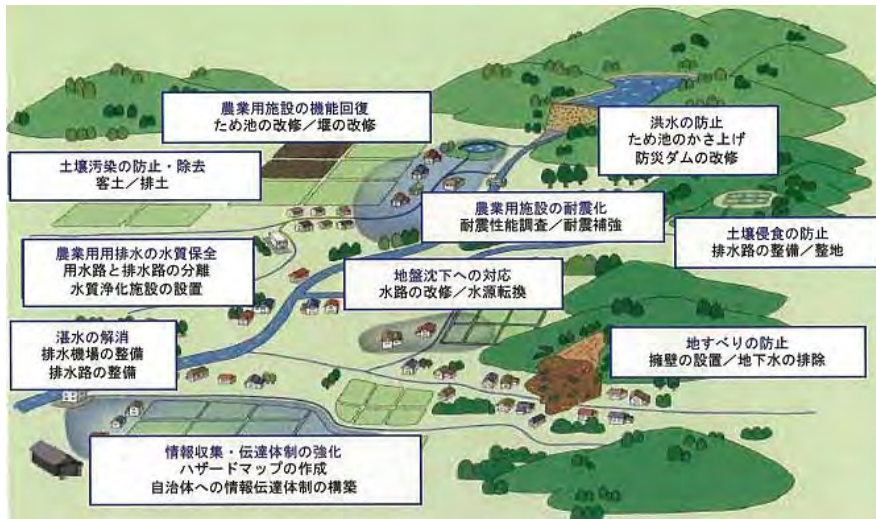 農業用施設の機能回復
ため池の改修／堰の改修
洪水の防止
ため池のかさ上げ
防災ダムの改修
土壌汚染の防止・除去
客土／排土
農業用施設の耐震化
耐震性能調査／耐震補強
土壌侵食の防止
排水路の整備／整地
農業用用排水の水質保全
用水路と排水路の分離
水質浄化施設の設置
地盤沈下への対応
水路の改修／水源転換
湛水の解消
排水機場の整備
排水路の整備
地すべりの防止
擁壁の設置／地下水の排除
情報収集・伝達体制の強化
ハザードマップの作成
自治体への情報伝達体制の構築